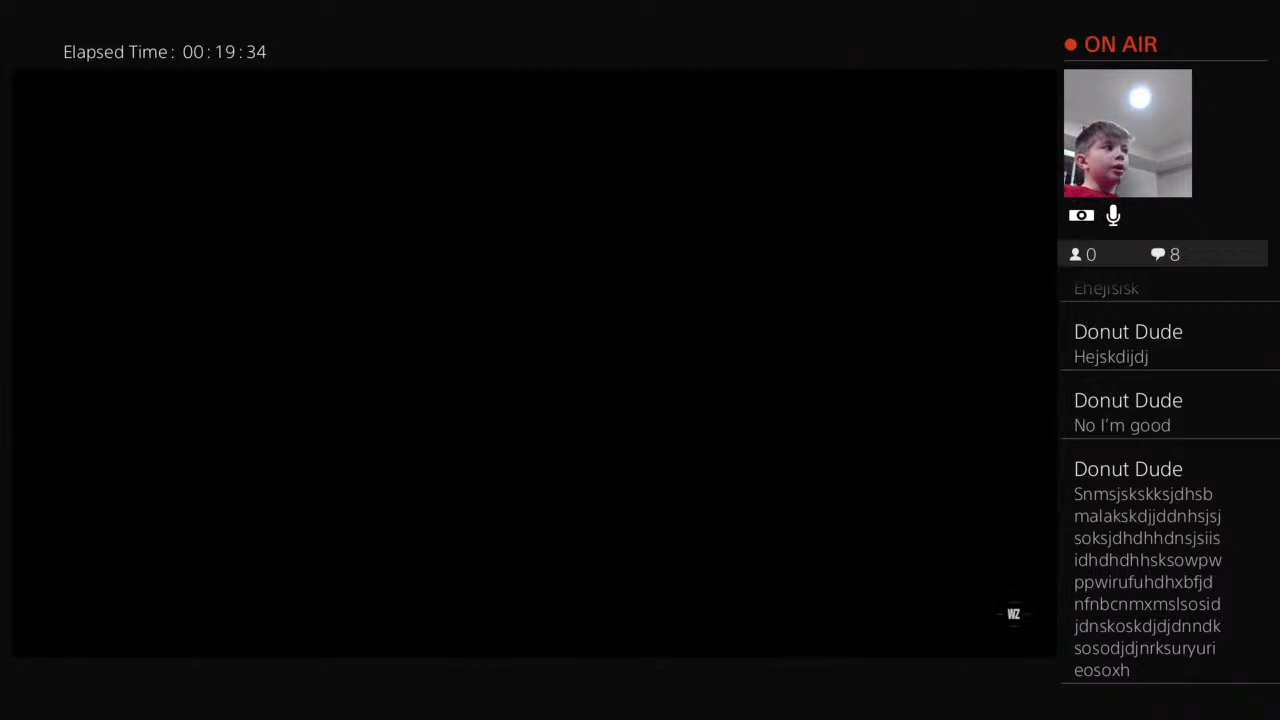 Elapsed Time: 00:19:34
ON AIR
0 8
Ehejisisk
Donut Dude
Hejskdijdj
Donut Dude
No I'm good
Donut Dude
Snmsjskskksjdhsb
malakskdjjddnhsjsj
soksjdhdhhdnsjsiis
idhdhdhhsksowpw
ppwirufuhdhxbfjd
nfnbcnmxmslsosid
jdnskoskdjdjdnndk
sosodjdjnrksuryuri
eosoxh
WZ